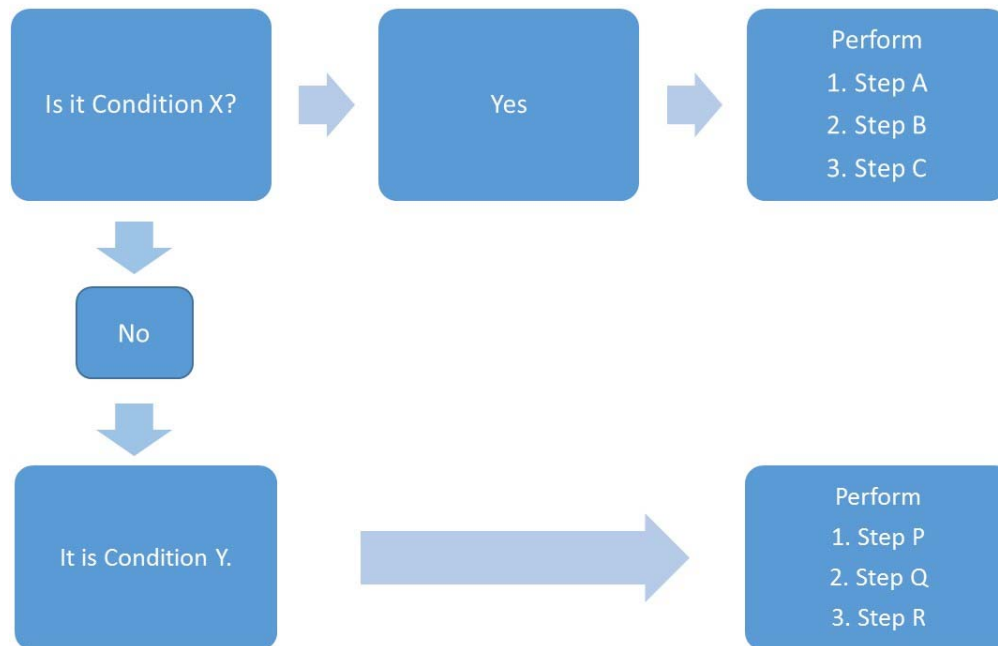 Is it Condition X?
Yes
Perform
1. Step A
2. Step B
3. Step C
No
It is Condition Y.
Perform
1. Step P
2. Step Q
3. Step R